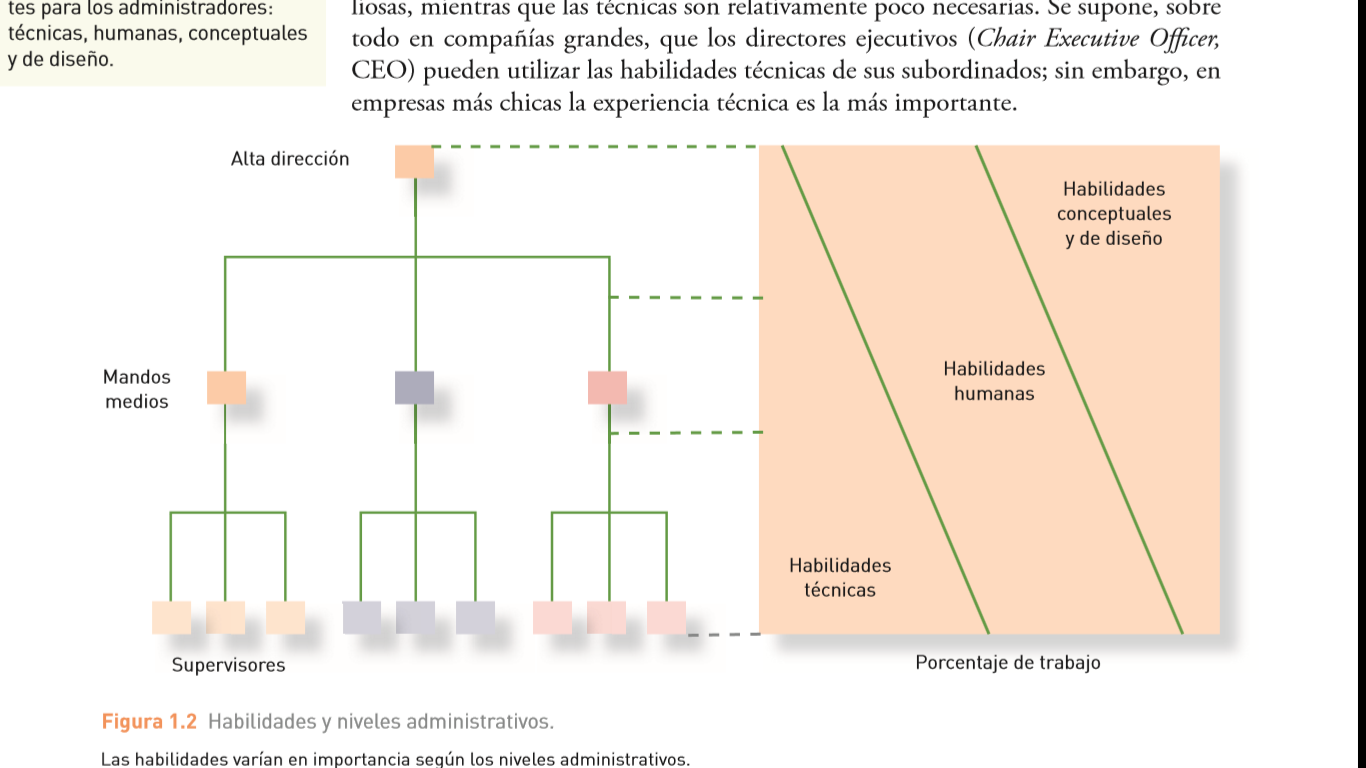 tes para los administradores:
técnicas, humanas, conceptuales
y de diseño.
liosas, mientras que las técnicas son relativamente poco necesarias. Se supone, sobre
todo en compañías grandes, que los directores ejecutivos (Chair Executive Officer,
CEO) pueden utilizar las habilidades técnicas de sus subordinados; sin embargo, en
empresas más chicas la experiencia técnica es la más importante.
Alta dirección
Habilidades
conceptuales
y de diseño
Mandos
medios
Habilidades
humanas
Habilidades
técnicas
Supervisores
Porcentaje de trabajo
Figura 1.2 Habilidades y niveles administrativos.
Las habilidades varían en importancia según los niveles administrativos.